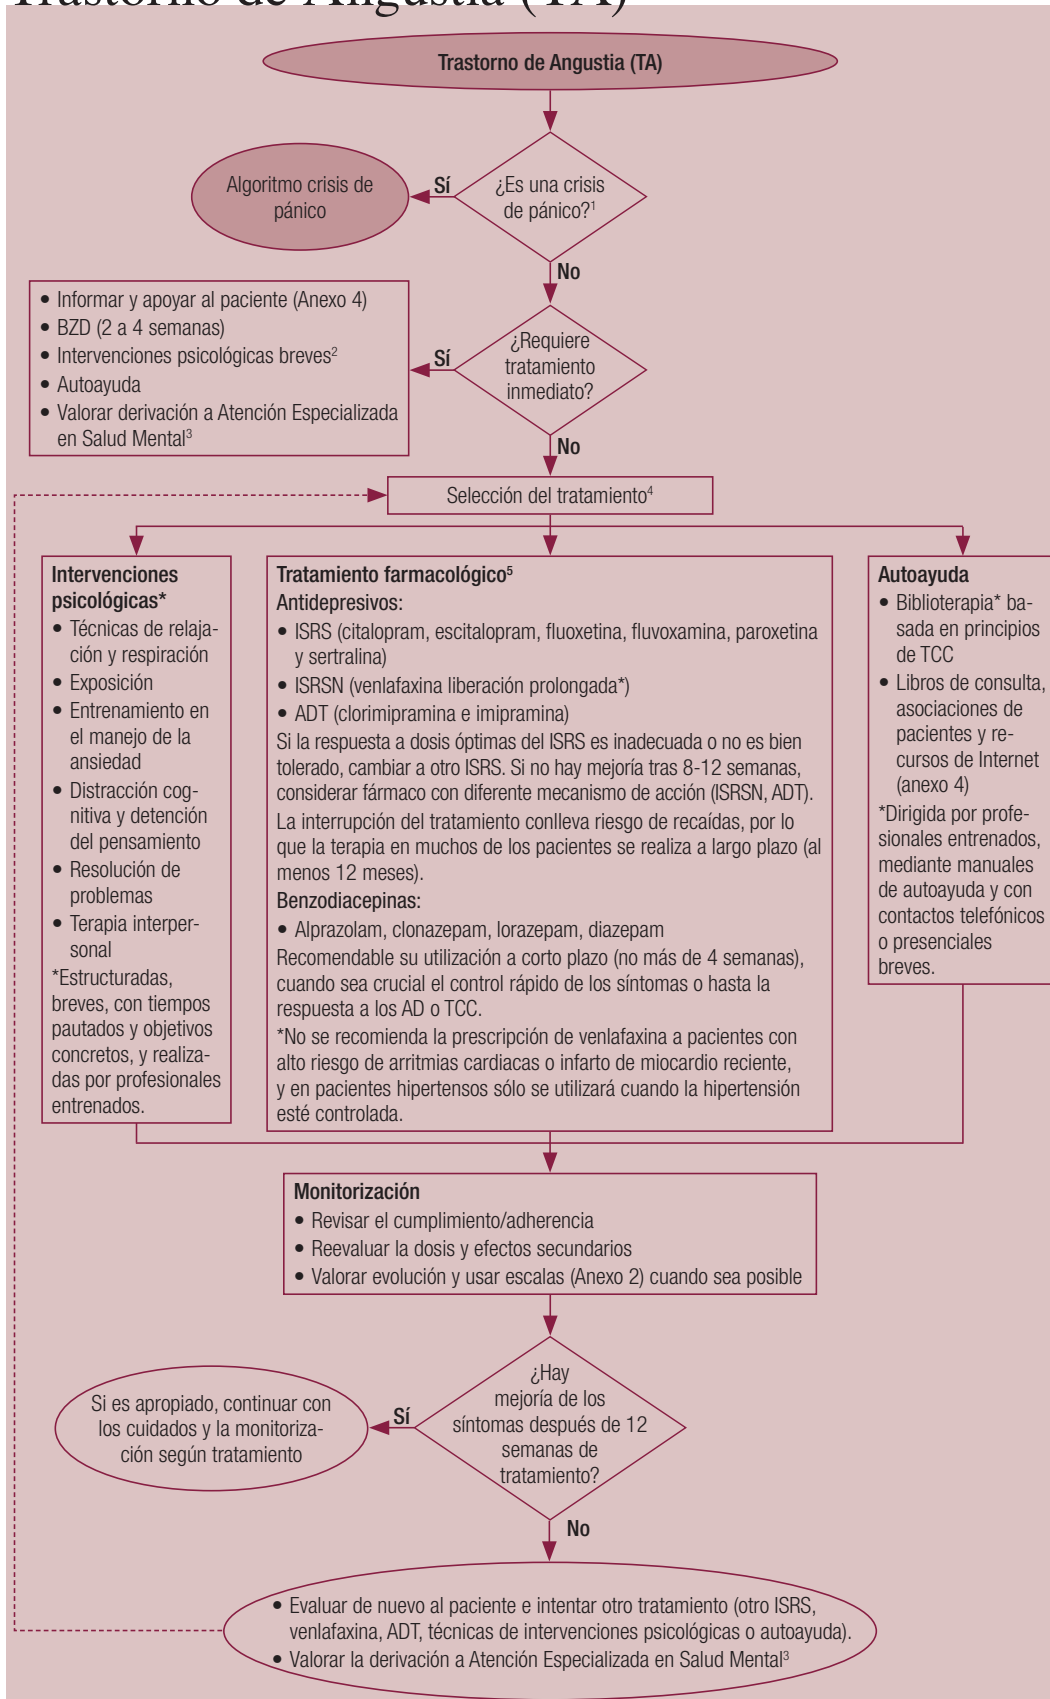 Trastorno de Angustia (TA)
Trastorno de Angustia (TA)
¿Es una crisis
de pánico?¹
Sí
Algoritmo crisis de
pánico
No
• Informar y apoyar al paciente (Anexo 4)
• BZD (2 a 4 semanas)
• Intervenciones psicológicas breves²
• Autoayuda
• Valorar derivación a Atención Especializada
en Salud Mental³
Sí
¿Requiere
tratamiento
inmediato?
No
Selección del tratamiento⁴
Intervenciones
psicológicas*
• Técnicas de relaja-
ción y respiración
• Exposición
• Entrenamiento en
el manejo de la
ansiedad
• Distracción cog-
nitiva y detención
del pensamiento
• Resolución de
problemas
• Terapia interper-
sonal
*Estructuradas,
breves, con tiempos
pautados y objetivos
concretos, y realiza-
das por profesionales
entrenados.
Tratamiento farmacológico⁵
Antidepresivos:
• ISRS (citalopram, escitalopram, fluoxetina, fluvoxamina, paroxetina
y sertralina)
• ISRSN (venlafaxina liberación prolongada*)
• ADT (clorimipramina e imipramina)
Si la respuesta a dosis óptimas del ISRS es inadecuada o no es bien
tolerado, cambiar a otro ISRS. Si no hay mejoría tras 8-12 semanas,
considerar fármaco con diferente mecanismo de acción (ISRSN, ADT).
La interrupción del tratamiento conlleva riesgo de recaídas, por lo
que la terapia en muchos de los pacientes se realiza a largo plazo (al
menos 12 meses).
Benzodiacepinas:
• Alprazolam, clonazepam, lorazepam, diazepam
Recomendable su utilización a corto plazo (no más de 4 semanas),
cuando sea crucial el control rápido de los síntomas o hasta la
respuesta a los AD o TCC.
*No se recomienda la prescripción de venlafaxina a pacientes con
alto riesgo de arritmias cardiacas o infarto de miocardio reciente,
y en pacientes hipertensos sólo se utilizará cuando la hipertensión
esté controlada.
Autoayuda
• Biblioterapia* ba-
sada en principios
de TCC
• Libros de consulta,
asociaciones de
pacientes y re-
cursos de Internet
(anexo 4)
*Dirigida por profe-
sionales entrenados,
mediante manuales
de autoayuda y con
contactos telefónicos
o presenciales
breves.
Monitorización
• Revisar el cumplimiento/adherencia
• Reevaluar la dosis y efectos secundarios
• Valorar evolución y usar escalas (Anexo 2) cuando sea posible
¿Hay
mejoría de los
síntomas después de 12
semanas de
tratamiento?
Sí
Si es apropiado, continuar con
los cuidados y la monitoriza-
ción según tratamiento
No
• Evaluar de nuevo al paciente e intentar otro tratamiento (otro ISRS,
venlafaxina, ADT, técnicas de intervenciones psicológicas o autoayuda).
• Valorar la derivación a Atención Especializada en Salud Mental³